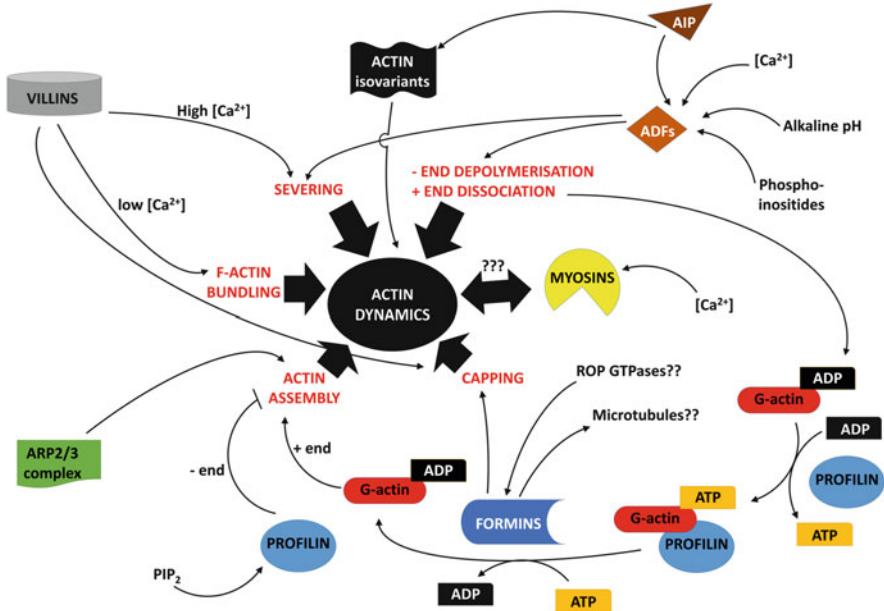 AIP
ACTIN
isovariants
[Ca²⁺]
VILLINS
High [Ca²⁺]
ADFs
Alkaline pH
- END DEPOLYMERISATION
+ END DISSOCIATION
SEVERING
Phospho-
inositides
low [Ca²⁺]
???
F-ACTIN
BUNDLING
ACTIN
DYNAMICS
MYOSINS
[Ca²⁺]
ACTIN
ASSEMBLY
CAPPING
ROP GTPases??
ADP
G-actin
Microtubules??
ADP
ARP2/3
complex
- end
+ end
ADP
G-actin
PROFILIN
ATP
G-actin
FORMINS
PROFILIN
ATP
PROFILIN
PIP₂
ADP
ATP